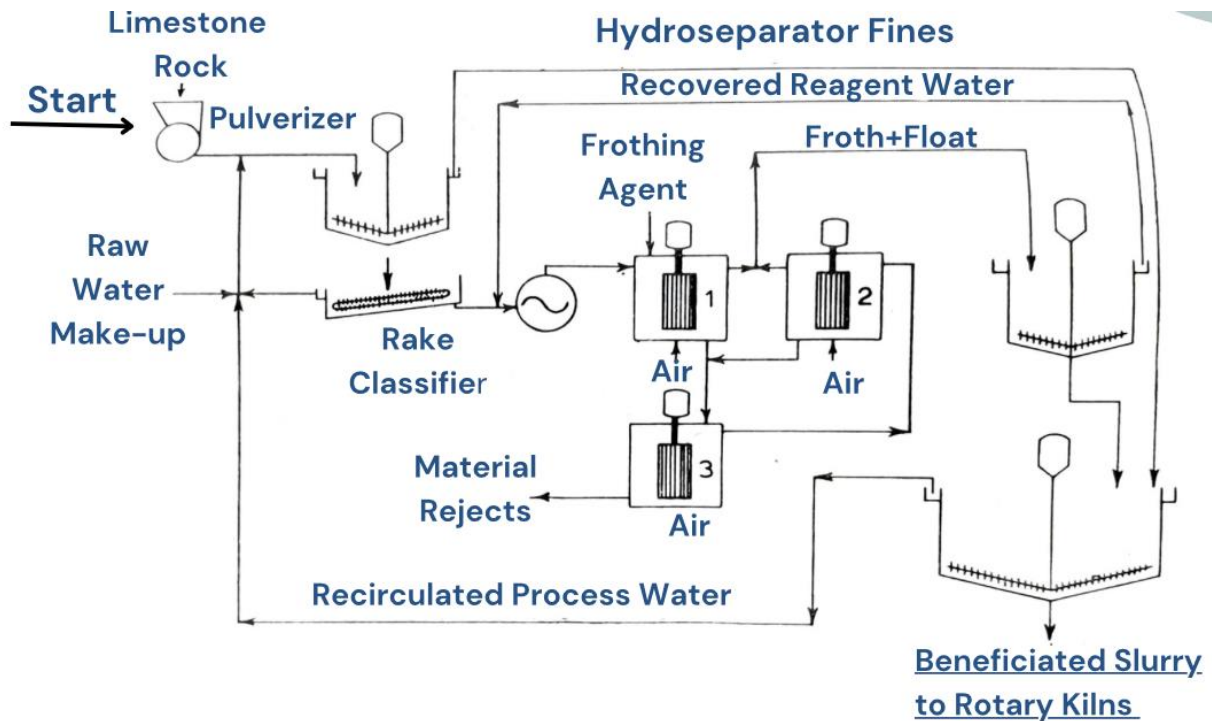 Limestone
Rock
Start
Pulverizer
Hydroseparator Fines
Recovered Reagent Water
Frothing
Agent
Froth+Float
Raw
Water
Make-up
Rake
Classifier
1
2
Air
Air
3
Material
Rejects
Air
Recirculated Process Water
Beneficiated Slurry
to Rotary Kilns